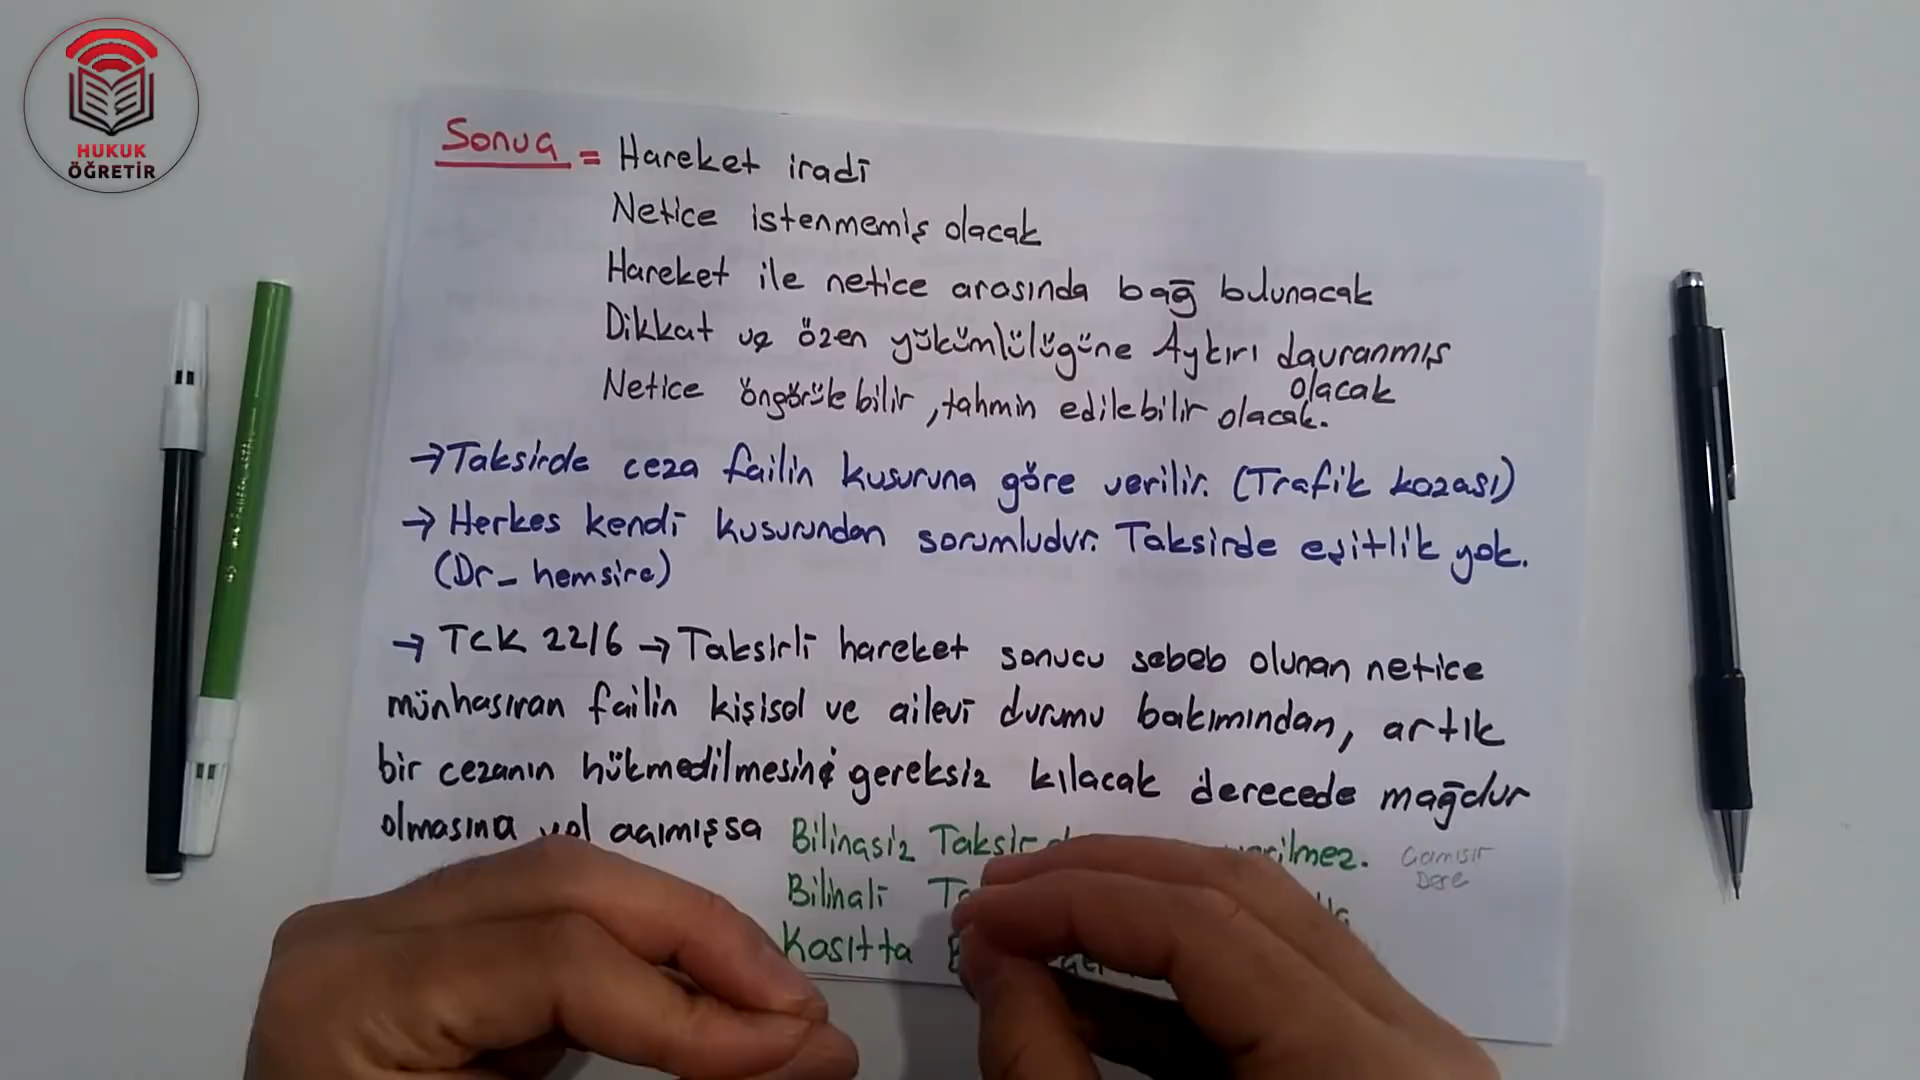 HUKUK
ÖĞRETİR
Sonuç = Hareket iradi
Netice istenmemiş olacak
Hareket ile netice arasında bağ bulunacak
Dikkat ve özen yükümlülüğüne Aykırı davranmış
olacak
Netice öngörülebilir, tahmin edilebilir olacak.
→ Taksirde ceza failin kusuruna göre verilir. (Trafik kazası)
→ Herkes kendi kusurundan sorumludur. Taksirde eşitlik yok.
(Dr_ hemşire)
→ TCK 22/6 → Taksirli hareket sonucu sebeb olunan netice
münhasıran failin kişisel ve ailevi durumu bakımından, artık
bir cezanın hükmedilmesini gereksiz kılacak derecede mağdur
olmasına yol açmışsa
Bilinçsiz verilmez.
Bilinçli
Kasıtta